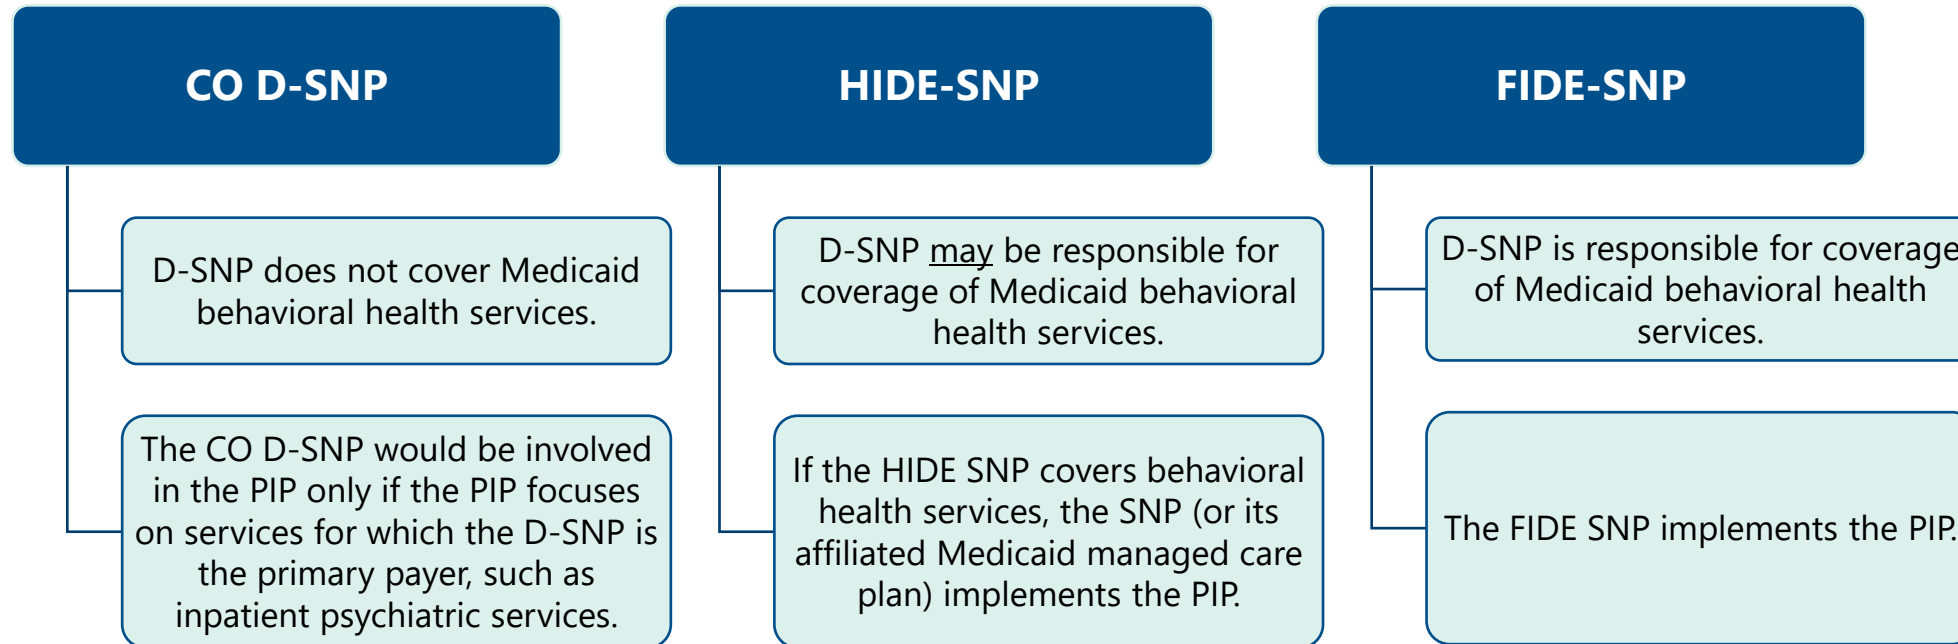 CO D-SNP
D-SNP does not cover Medicaid
behavioral health services.
The CO D-SNP would be involved
in the PIP only if the PIP focuses
on services for which the D-SNP is
the primary payer, such as
inpatient psychiatric services.
HIDE-SNP
D-SNP may be responsible for
coverage of Medicaid behavioral
health services.
If the HIDE SNP covers behavioral
health services, the SNP (or its
affiliated Medicaid managed care
plan) implements the PIP.
FIDE-SNP
D-SNP is responsible for coverage
of Medicaid behavioral health
services.
The FIDE SNP implements the PIP.